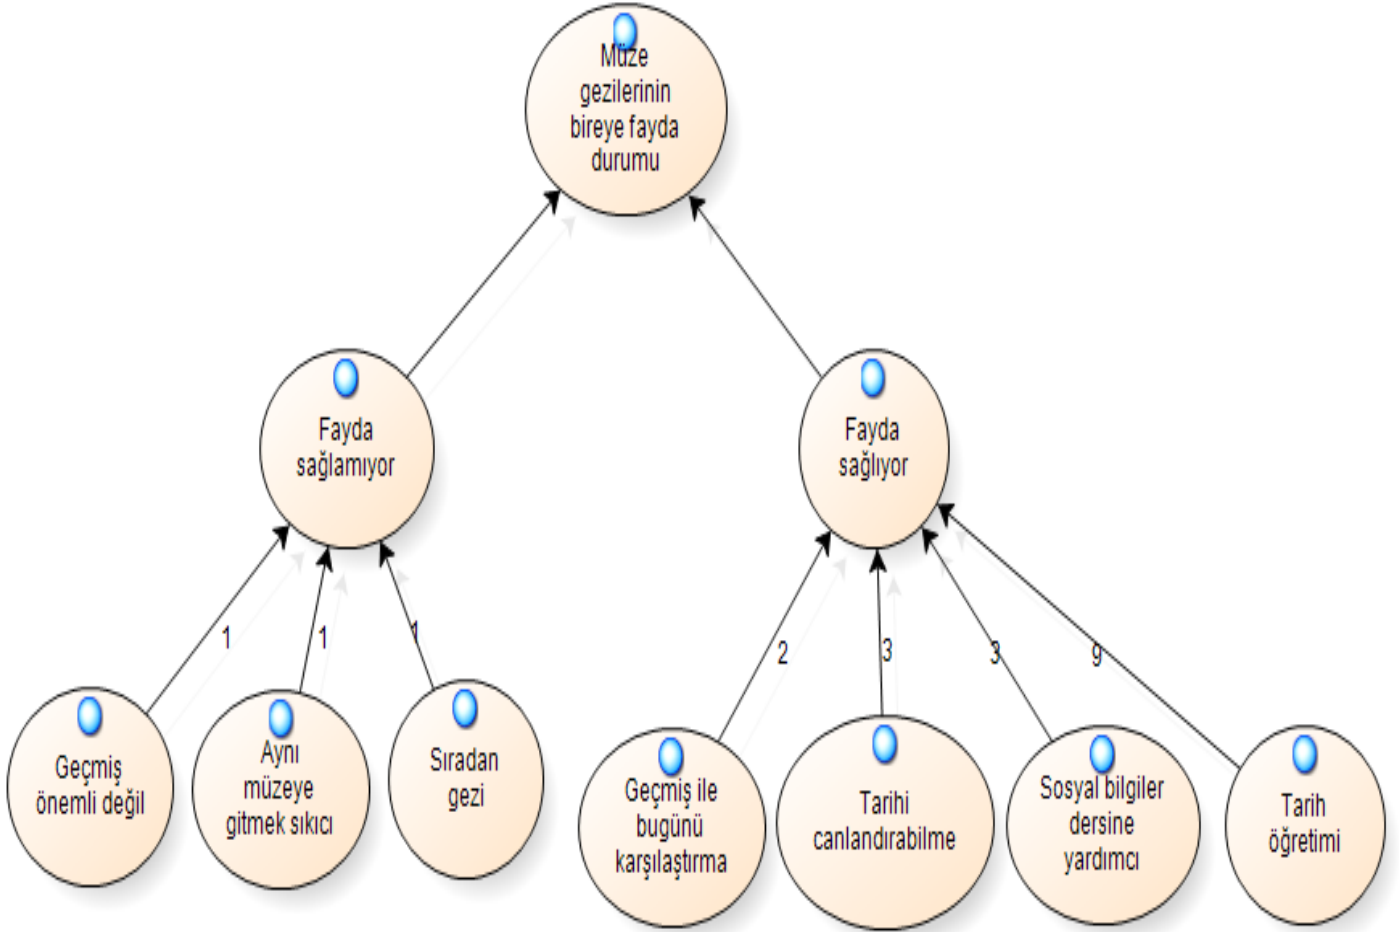 Müze
gezilerinin
bireye fayda
durumu
Fayda
sağlamıyor
Fayda
sağlıyor
1
1
1
2
3
3
9
Geçmiş
önemli değil
Aynı
müzeye
gitmek sıkıcı
Sıradan
gezi
Geçmiş ile
bugünü
karşılaştırma
Tarihi
canlandırabilme
Sosyal bilgiler
dersine
yardımcı
Tarih
öğretimi